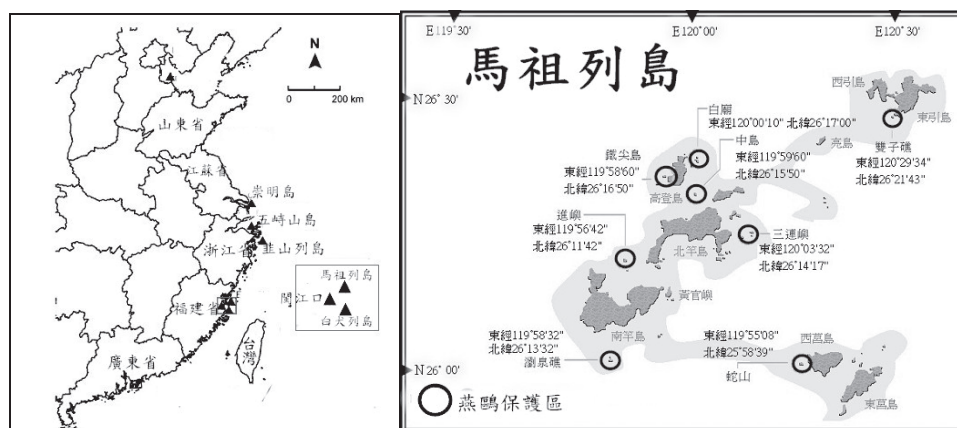 N
0 200 km
山東省
江蘇省
崇明島
五峙山島
浙江省
韭山列島
馬祖列島
閩江口
福建省
白犬列島
台灣
廣東省
E119°30'
E120°00'
E120°30'
馬祖列島
N26°30'
西引島
東引島
白廟
東經120°00'10" 北緯26°17'00"
中島
東經119°59'60"
北緯26°15'50"
亮島
雙子礁
東經120°29'34"
北緯26°21'43"
鐵尖島
東經119°58'60"
北緯26°16'50"
高登島
進嶼
東經119°56'42"
北緯26°11'42"
北竿島
三連嶼
東經120°03'32"
北緯26°14'17"
黃官嶼
南竿島
東經119°58'32"
北緯26°13'32"
瀏泉礁
東經119°55'08"
北緯25°58'39"
西莒島
蛇山
東莒島
N26°00'
燕鷗保護區